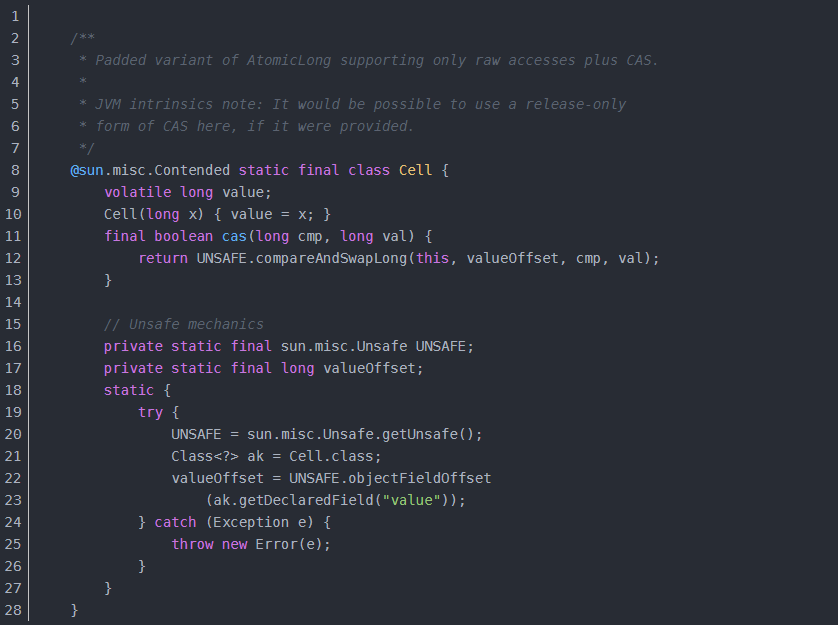 1
2     /**
3      * Padded variant of AtomicLong supporting only raw accesses plus CAS.
4      *
5      * JVM intrinsics note: It would be possible to use a release-only
6      * form of CAS here, if it were provided.
7      */
8     @sun.misc.Contended static final class Cell {
9         volatile long value;
10         Cell(long x) { value = x; }
11         final boolean cas(long cmp, long val) {
12             return UNSAFE.compareAndSwapLong(this, valueOffset, cmp, val);
13         }
14
15         // Unsafe mechanics
16         private static final sun.misc.Unsafe UNSAFE;
17         private static final long valueOffset;
18         static {
19             try {
20                 UNSAFE = sun.misc.Unsafe.getUnsafe();
21                 Class<?> ak = Cell.class;
22                 valueOffset = UNSAFE.objectFieldOffset
23                     (ak.getDeclaredField("value"));
24             } catch (Exception e) {
25                 throw new Error(e);
26             }
27         }
28     }